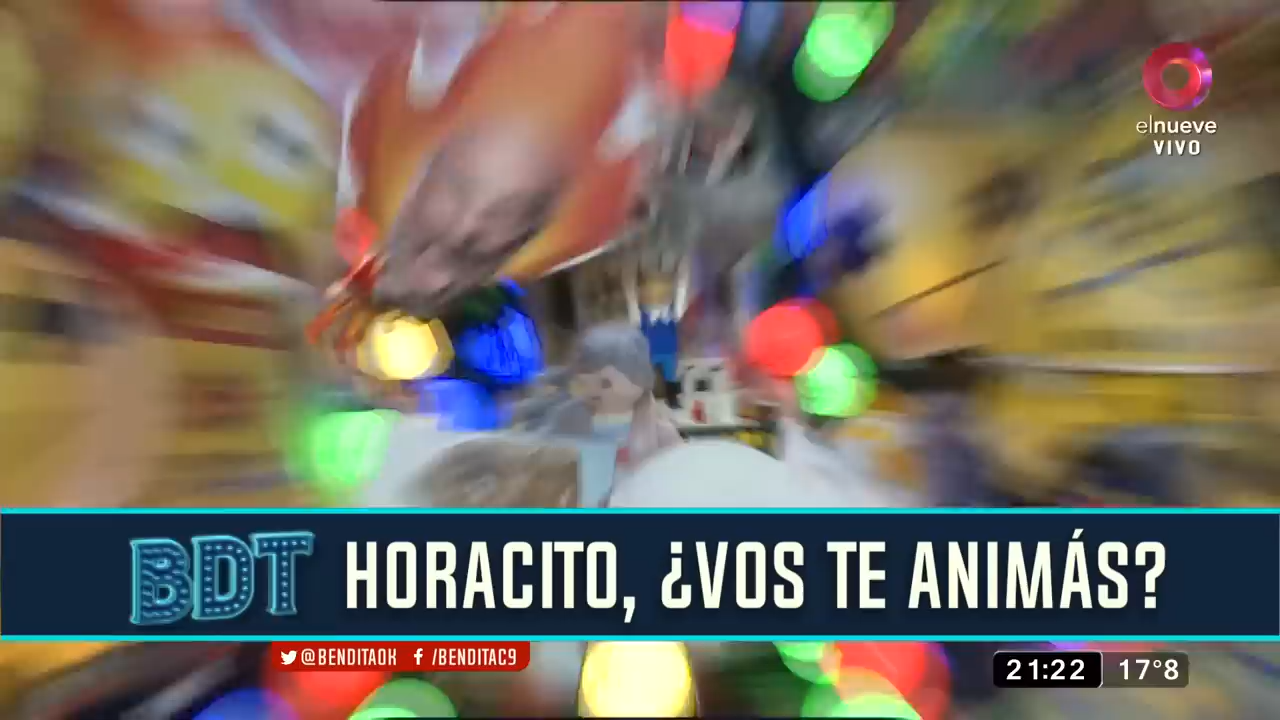 elnueve
VIVO
BDT HORACITO, ¿VOS TE ANIMÁS?
@BENDITAOK f /BENDITAC9
21:22 17°8